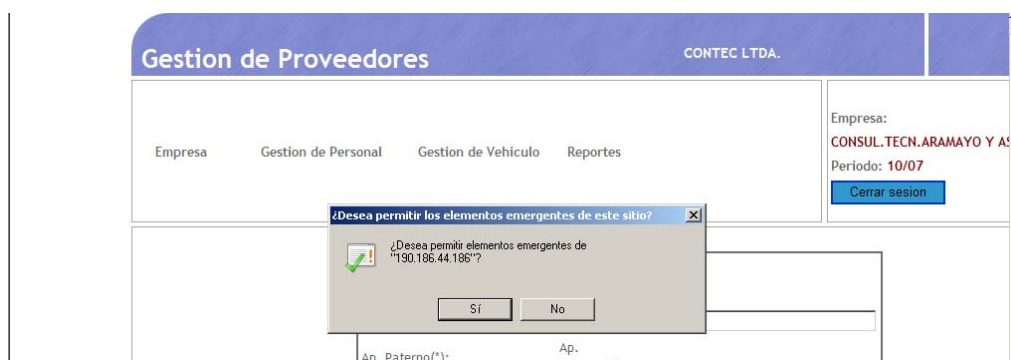 Gestion de Proveedores
CONTEC LTDA.
Empresa
Gestion de Personal
Gestion de Vehiculo
Reportes
Empresa:
CONSUL.TECN.ARAMAYO Y
Periodo: 10/07
Cerrar sesion
¿Desea permitir los elementos emergentes de este sitio?
¿Desea permitir elementos emergentes de
"190.186.44.186"?
Sí
No
Ap. Paterno(*):
Ap.